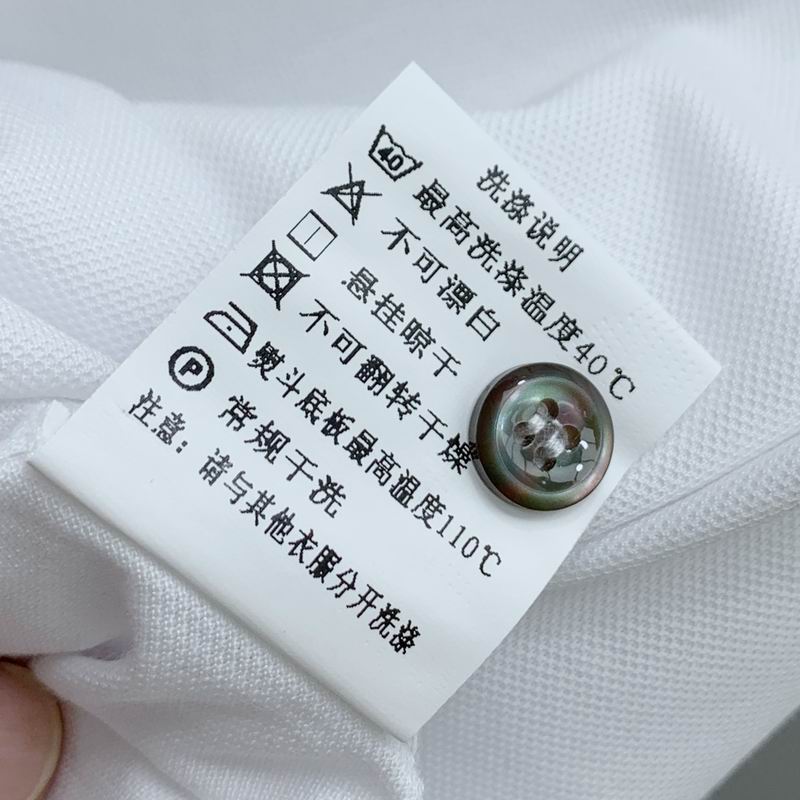 洗涤说明
40 最高洗涤温度40℃
不可漂白
悬挂晾干
不可翻转干燥
熨斗底板最高温度110℃
P 常规干洗
注意：请与其他衣服分开洗涤